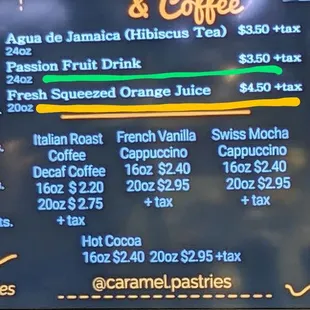 & Coffee
Agua de Jamaica (Hibiscus Tea) $3.50 +tax
24oz
Passion Fruit Drink $3.50 +tax
24oz
Fresh Squeezed Orange Juice $4.50 +tax
20oz
Italian Roast
Coffee
Decaf Coffee
16oz $ 2.20
20oz $ 2.75
+ tax
French Vanilla
Cappuccino
16oz $2.40
20oz $2.95
+ tax
Swiss Mocha
Cappuccino
16oz $2.40
20oz $2.95
+ tax
Hot Cocoa
16oz $2.40 20oz $2.95 +tax
@caramel.pastries